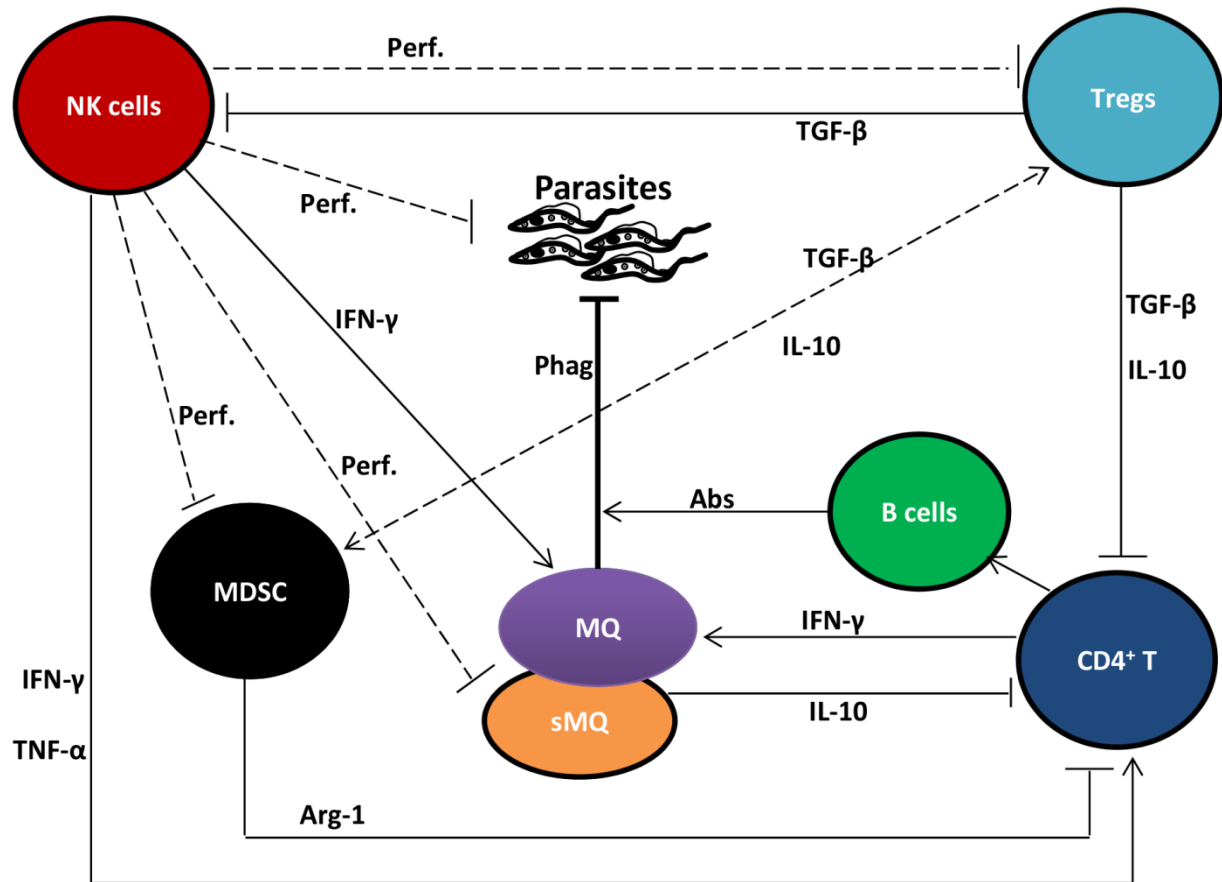 Perf.
NK cells
Tregs
TGF-β
Parasites
Perf.
TGF-β
TGF-β
IFN-γ
IL-10
Phag
IL-10
Perf.
Perf.
Abs
B cells
MDSC
MQ
IFN-γ
CD4⁺ T
IFN-γ
sMQ
IL-10
TNF-α
Arg-1